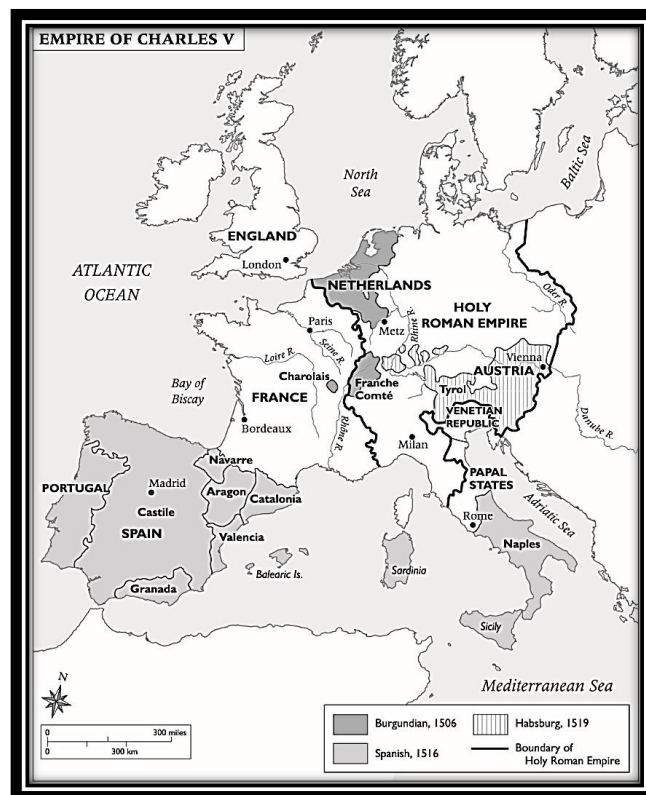 EMPIRE OF CHARLES V
North
Sea
Baltic Sea
ENGLAND
London
ATLANTIC
OCEAN
NETHERLANDS
HOLY
ROMAN EMPIRE
Oder R.
Rhine R.
Metz
Paris
Seine R.
Loire R.
Charolais
Franche
Comté
Vienna
AUSTRIA
Tyrol
Bay of
Biscay
FRANCE
VENETIAN
REPUBLIC
Danube R.
Bordeaux
Rhône R.
Milan
Navarre
PAPAL
STATES
PORTUGAL
Madrid
Aragon
Catalonia
Castile
SPAIN
Valencia
Adriatic Sea
Rome
Naples
Balearic Is.
Sardinia
Granada
Sicily
Mediterranean Sea
N
0 300 miles
0 300 km
Burgundian, 1506
Habsburg, 1519
Spanish, 1516
Boundary of
Holy Roman Empire